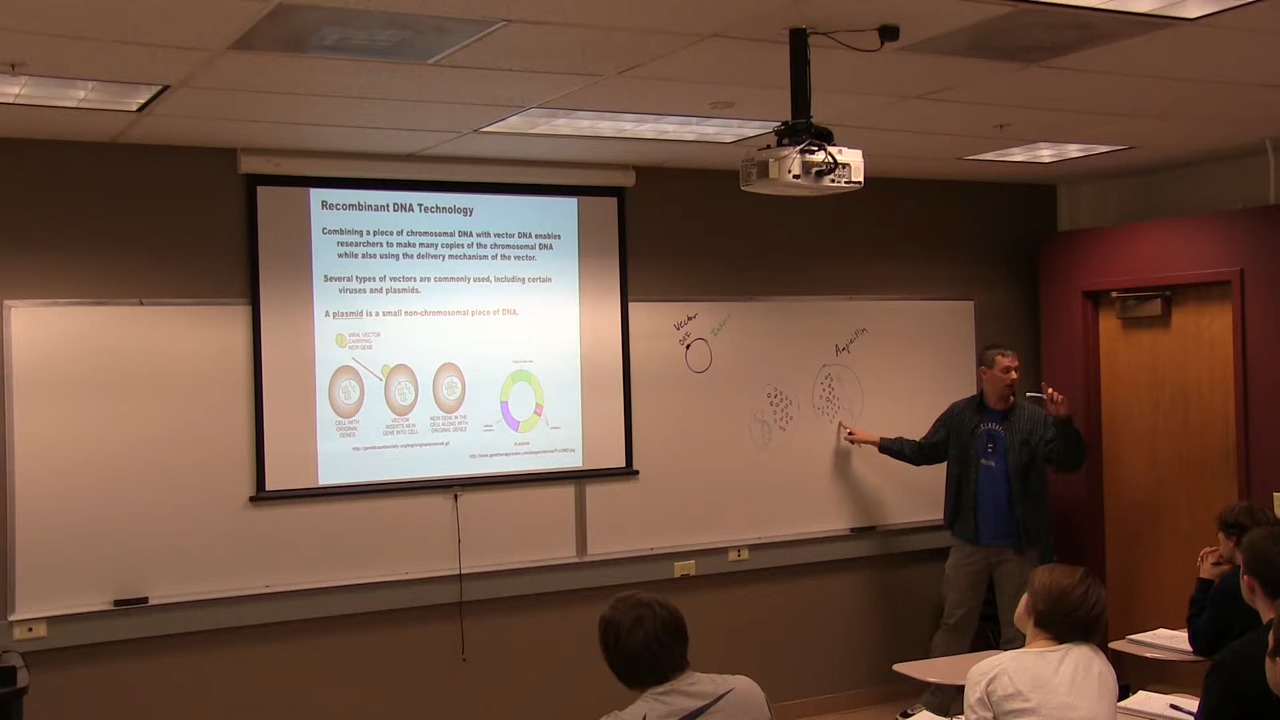 Recombinant DNA Technology
Combining a piece of chromosomal DNA with vector DNA enables
researchers to make many copies of the chromosomal DNA
while also using the delivery mechanism of the vector.
Several types of vectors are commonly used, including certain
viruses and plasmids.
A plasmid is a small non-chromosomal piece of DNA.
VIRAL VECTOR
CARRYING
NEW GENE
CELL WITH
ORIGINAL
GENES
VECTOR
INSERTS NEW
GENE INTO CELL
NEW GENE IN THE
CELL ALONG WITH
ORIGINAL GENES
PLASMID
Vector
Ampicillin